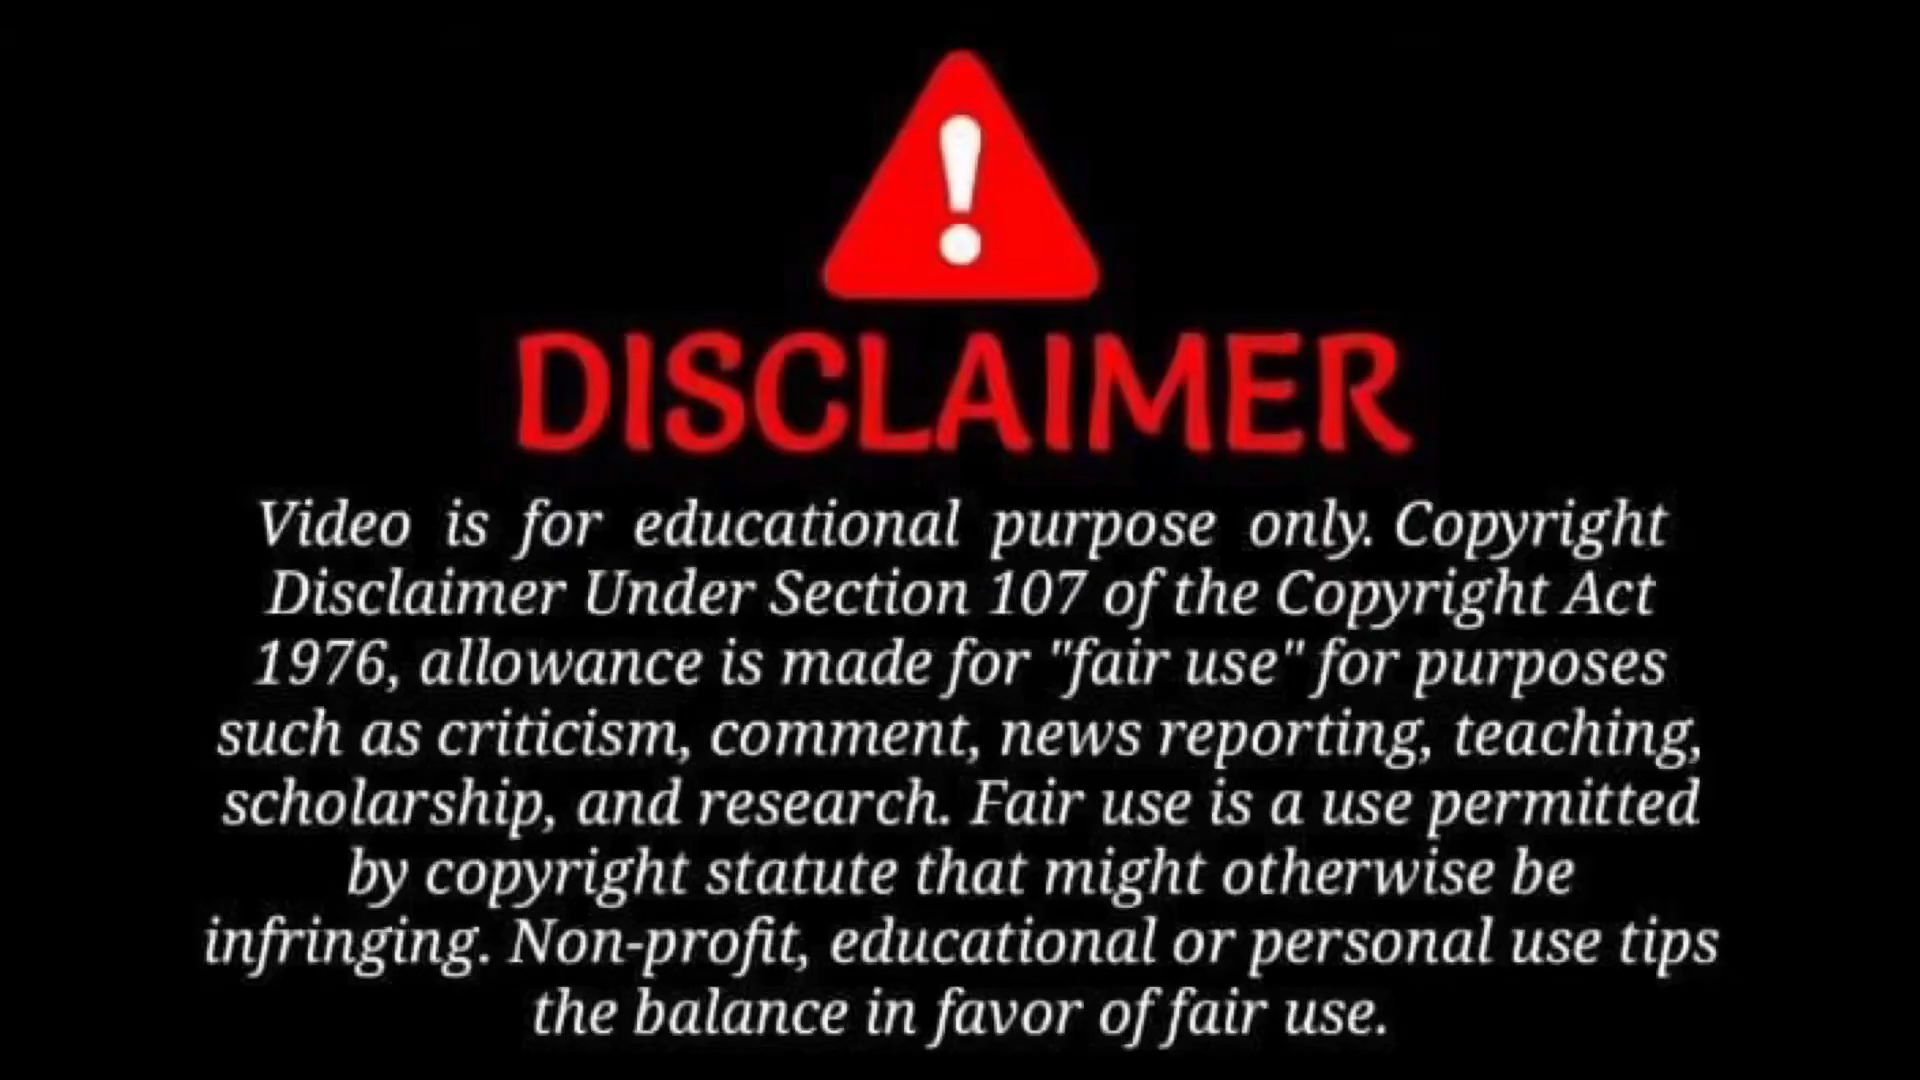 !
DISCLAIMER
Video is for educational purpose only. Copyright
Disclaimer Under Section 107 of the Copyright Act
1976, allowance is made for "fair use" for purposes
such as criticism, comment, news reporting, teaching,
scholarship, and research. Fair use is a use permitted
by copyright statute that might otherwise be
infringing. Non-profit, educational or personal use tips
the balance in favor of fair use.